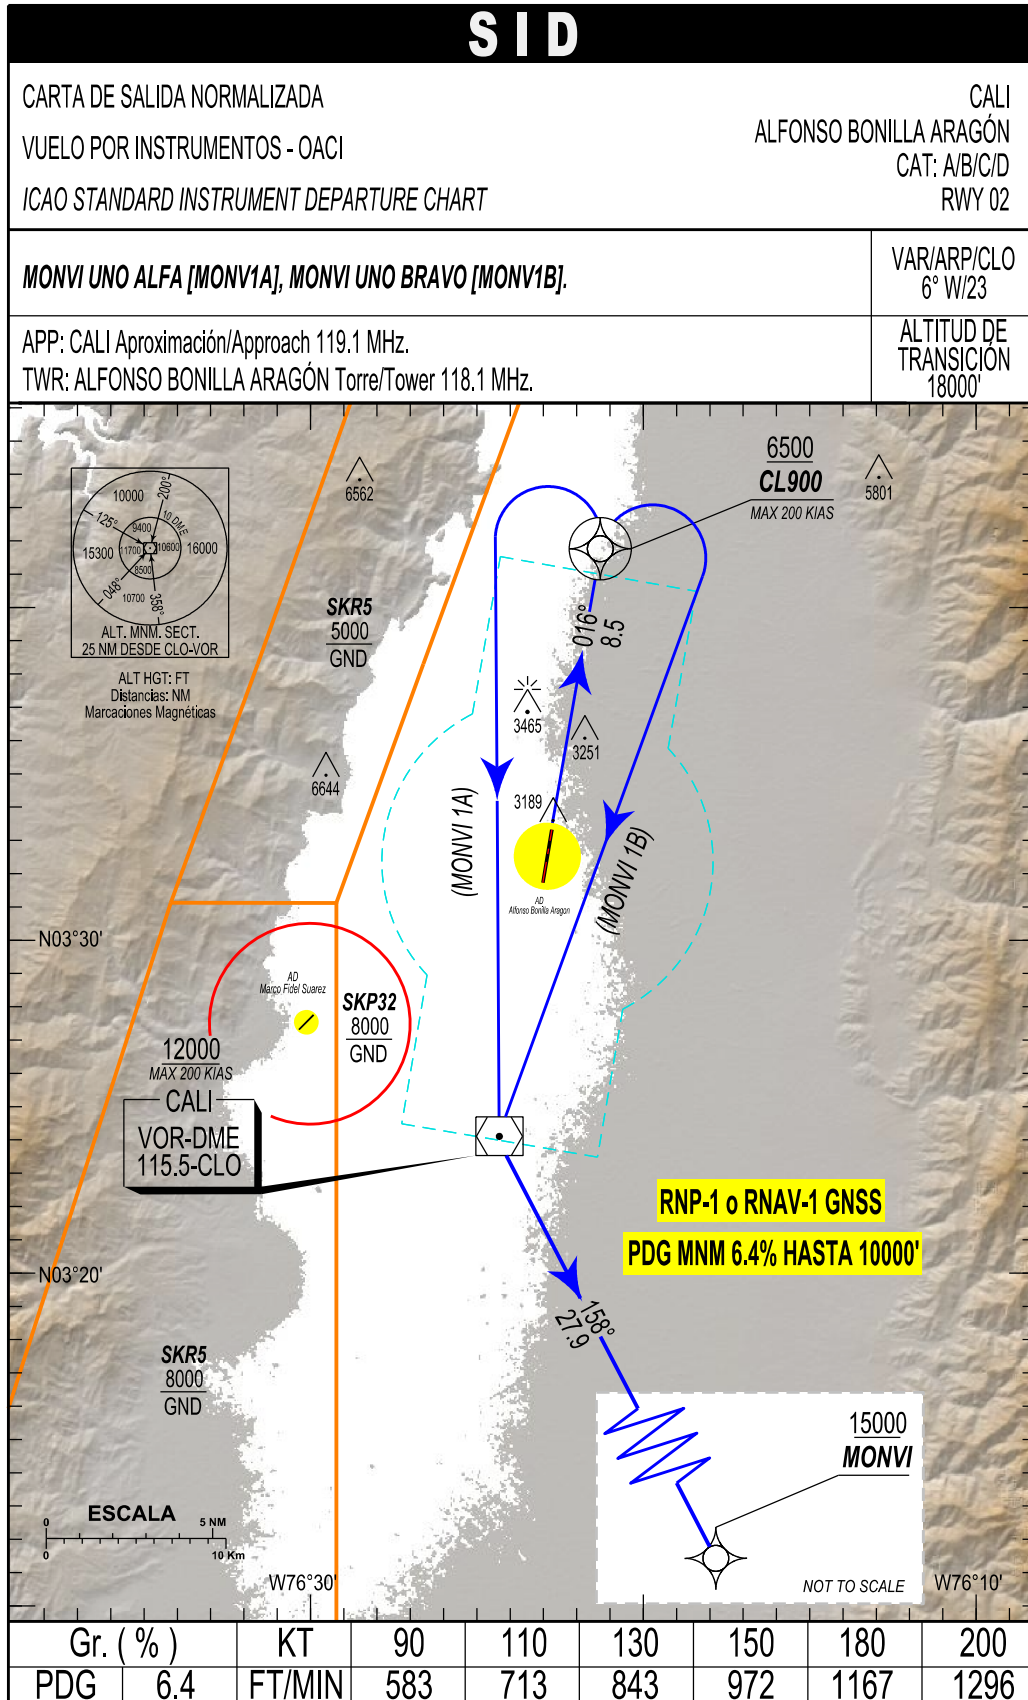 SID
CARTA DE SALIDA NORMALIZADA
VUELO POR INSTRUMENTOS - OACI
ICAO STANDARD INSTRUMENT DEPARTURE CHART
CALI
ALFONSO BONILLA ARAGÓN
CAT: A/B/C/D
RWY 02
MONVI UNO ALFA [MONV1A], MONVI UNO BRAVO [MONV1B].
VAR/ARP/CLO
6° W/23
APP: CALI Aproximación/Approach 119.1 MHz.
TWR: ALFONSO BONILLA ARAGÓN Torre/Tower 118.1 MHz.
ALTITUD DE
TRANSICIÓN
18000'
10000
200°
125°
10 DME
9400
15300
11700
10600
16000
8500
048°
10700
358°
ALT. MNM. SECT.
25 NM DESDE CLO-VOR
ALT HGT: FT
Distancias: NM
Marcaciones Magnéticas
6562
6500
CL900
MAX 200 KIAS
5801
SKR5
5000
GND
016°
8.5
3465
3251
6644
3189
(MONVI 1A)
(MONVI 1B)
AD
Alfonso Bonilla Aragon
N03°30'
AD
Marco Fidel Suarez
SKP32
8000
GND
12000
MAX 200 KIAS
CALI
VOR-DME
115.5-CLO
RNP-1 o RNAV-1 GNSS
PDG MNM 6.4% HASTA 10000'
N03°20'
158°
27.9
SKR5
8000
GND
15000
MONVI
NOT TO SCALE
ESCALA
0 5 NM
0 10 Km
W76°30'
W76°10'
Gr. ( % ) KT 90 110 130 150 180 200
PDG 6.4 FT/MIN 583 713 843 972 1167 1296